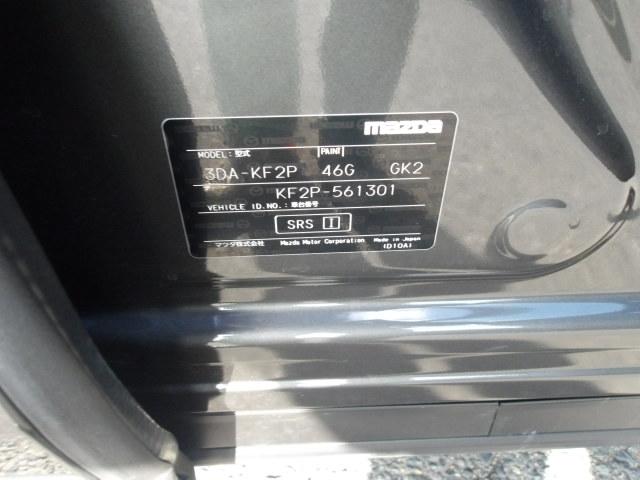 mazda
MODEL:型式 PAINT
3DA-KF2P 46G GK2
KF2P-561301
VEHICLE ID.NO.:車台番号
SRS I
マツダ株式会社 Mazda Motor Corporation Made in Japan
(D10A)